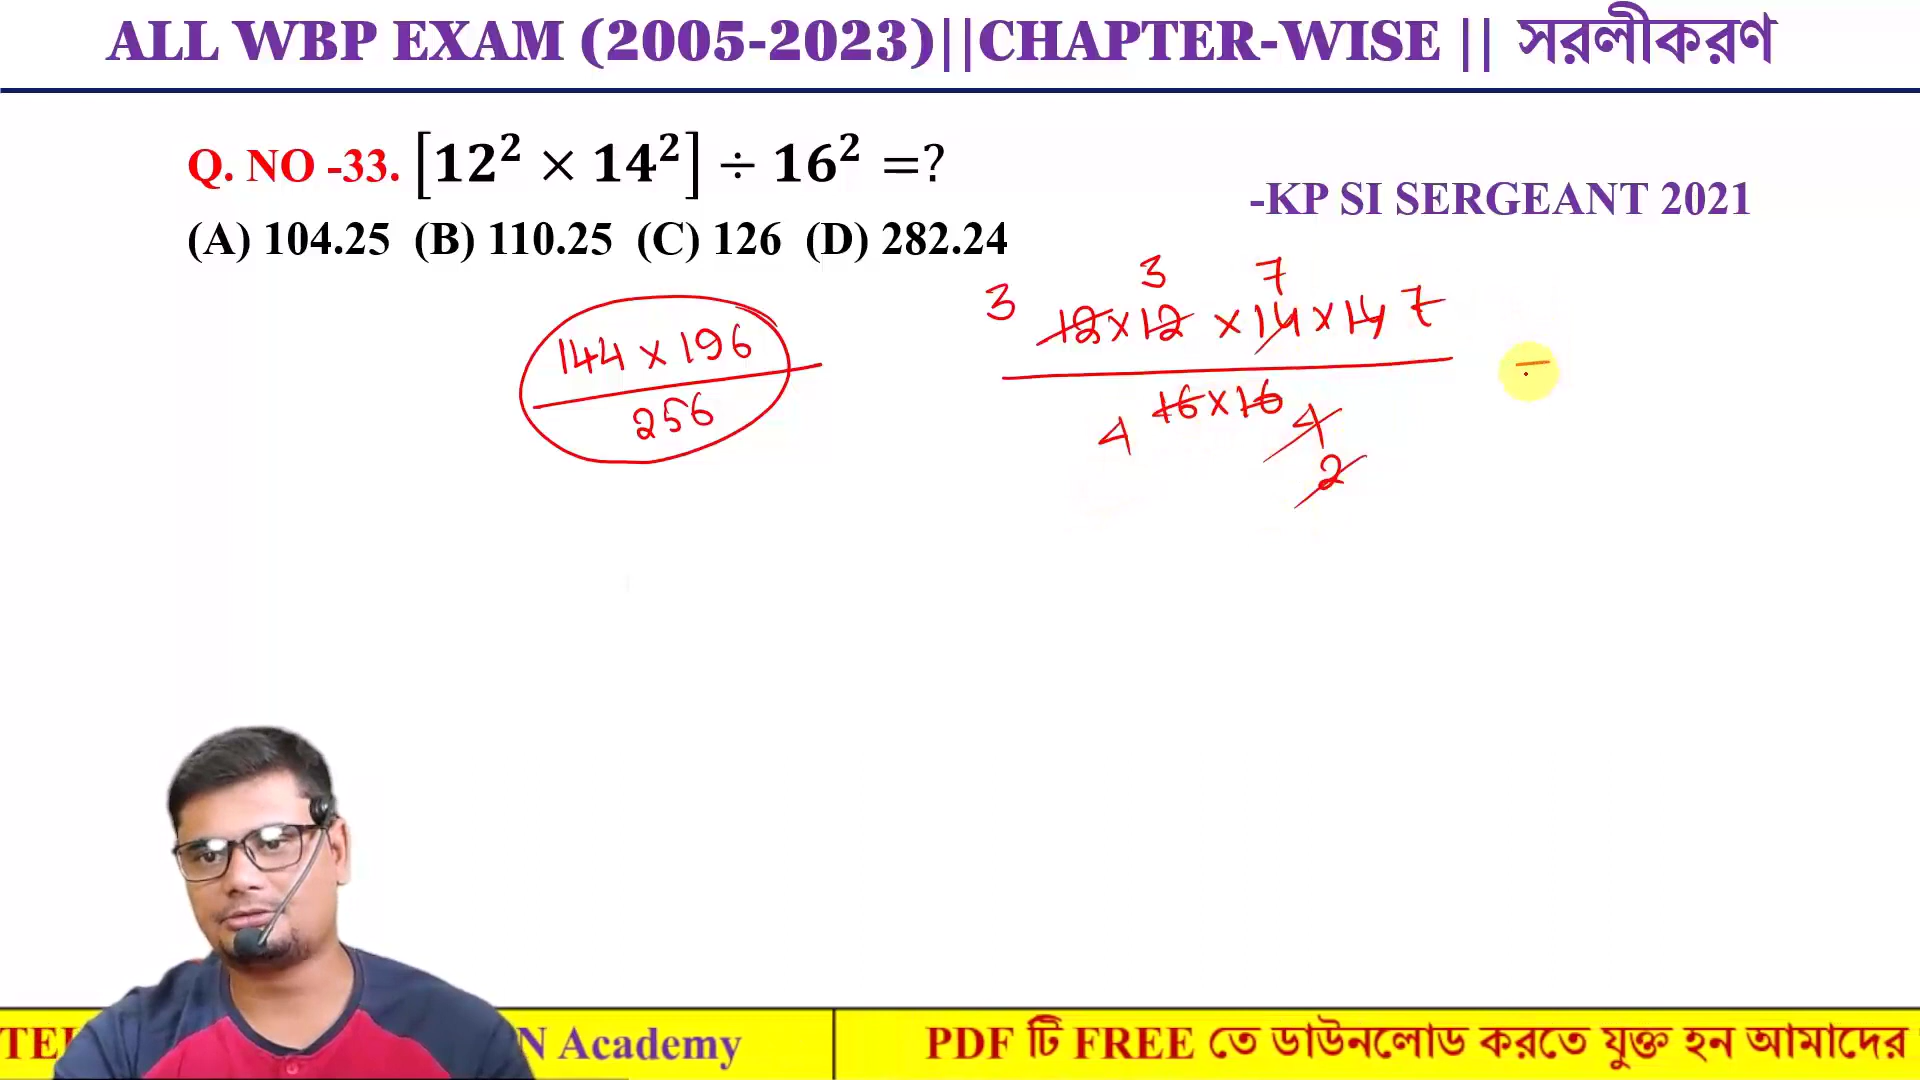 ALL WBP EXAM (2005-2023)||CHAPTER-WISE || সরলীকরণ
Q. NO -33. [12² × 14²] ÷ 16² =?
-KP SI SERGEANT 2021
(A) 104.25 (B) 110.25 (C) 126 (D) 282.24
3 7
3 12 × 12 × 14 × 14 7
16 × 16
4 4
2
144 × 196
256
N Academy
PDF টি FREE তে ডাউনলোড করতে যুক্ত হন আমাদের